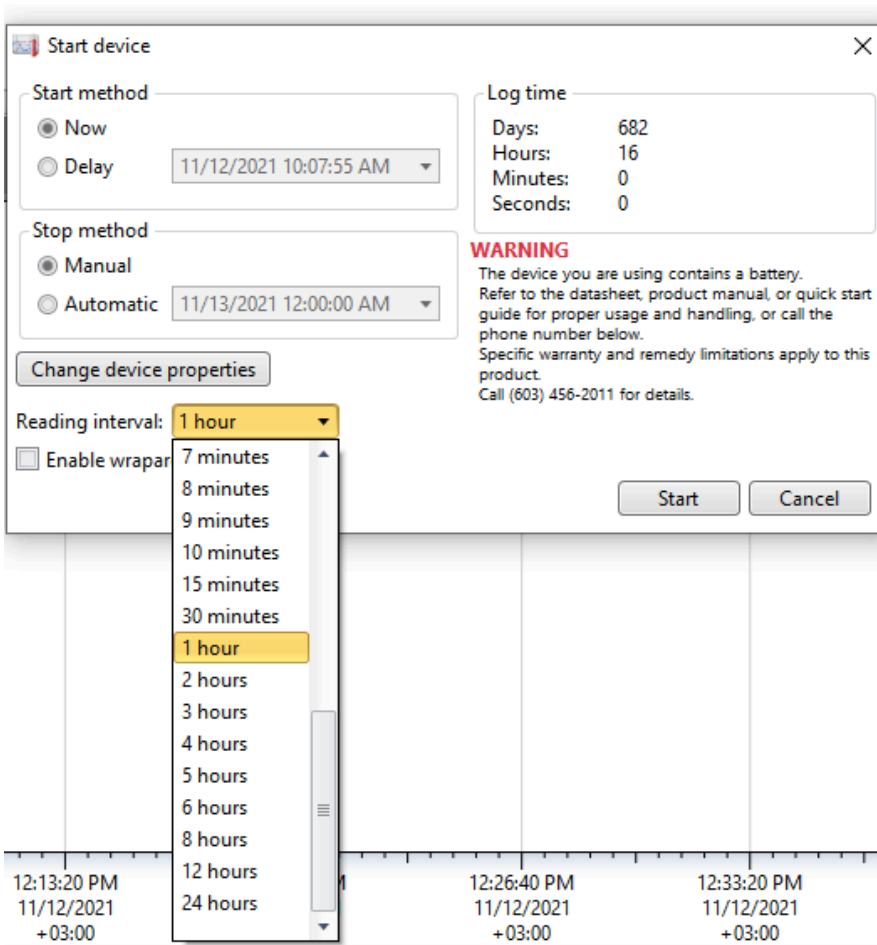 Start device
Start method
Now
Delay 11/12/2021 10:07:55 AM
Stop method
Manual
Automatic 11/13/2021 12:00:00 AM
Change device properties
Log time
Days: 682
Hours: 16
Minutes: 0
Seconds: 0
WARNING
The device you are using contains a battery.
Refer to the datasheet, product manual, or quick start
guide for proper usage and handling, or call the
phone number below.
Specific warranty and remedy limitations apply to this
product.
Call (603) 456-2011 for details.
Reading interval: 1 hour
Enable
7 minutes
8 minutes
9 minutes
10 minutes
15 minutes
30 minutes
1 hour
2 hours
3 hours
4 hours
5 hours
6 hours
8 hours
12 hours
24 hours
Start Cancel
12:13:20 PM 12:26:40 PM 12:33:20 PM
11/12/2021 11/12/2021 11/12/2021
+03:00 +03:00 +03:00